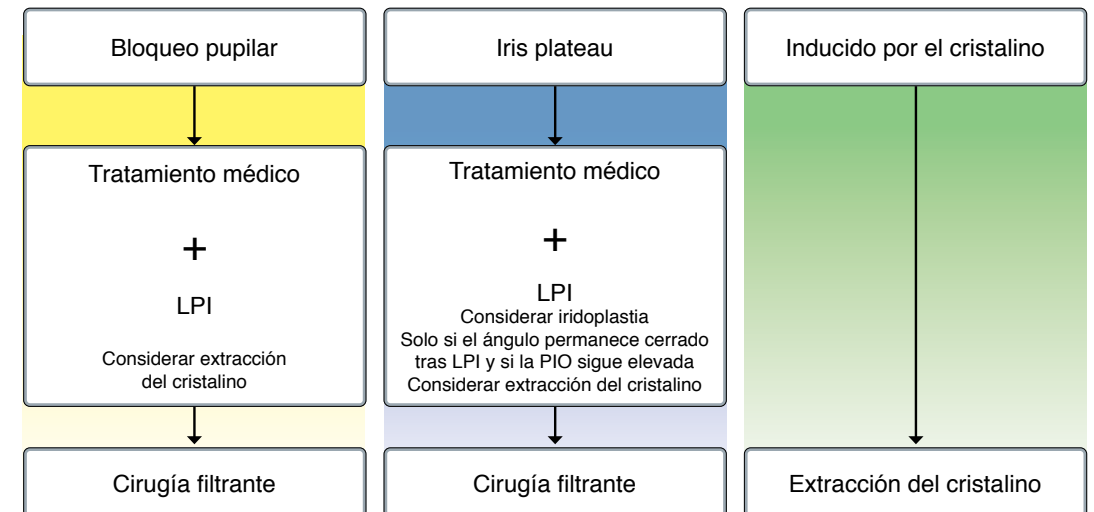 Bloqueo pupilar
Tratamiento médico
+
LPI
Considerar extracción
del cristalino
Cirugía filtrante
Iris plateau
Tratamiento médico
+
LPI
Considerar iridoplastia
Solo si el ángulo permanece cerrado
tras LPI y si la PIO sigue elevada
Considerar extracción del cristalino
Cirugía filtrante
Inducido por el cristalino
Extracción del cristalino